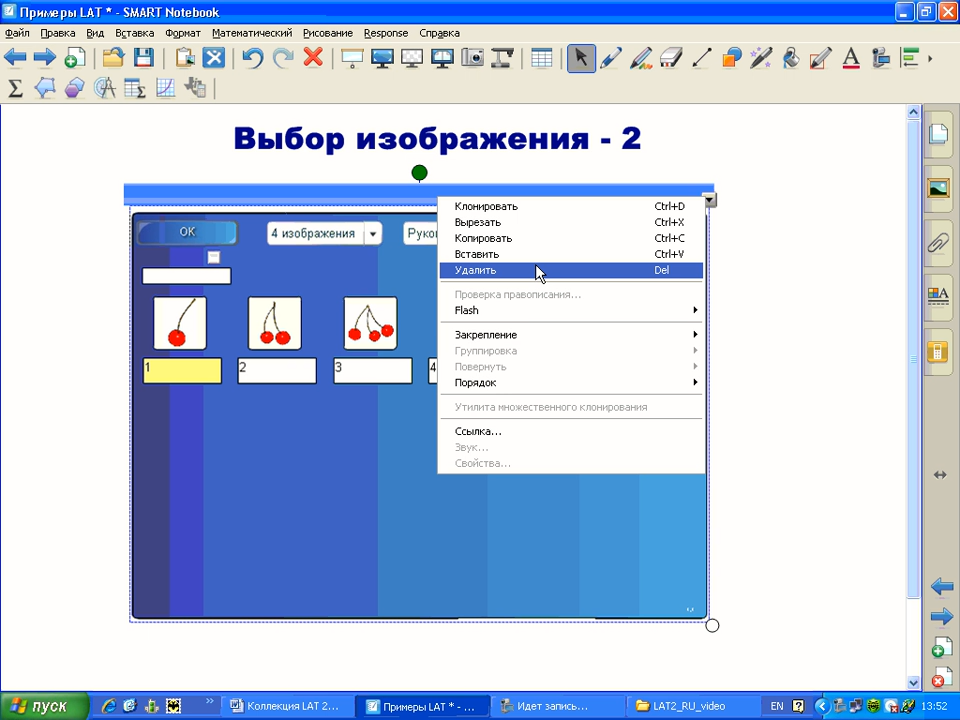 Примеры LAT * - SMART Notebook
Файл Правка Вид Вставка Формат Математический Рисование Response Справка
Выбор изображения - 2
OK 4 изображения Руко
1 2 3 4
Клонировать Ctrl+D
Вырезать Ctrl+X
Копировать Ctrl+C
Вставить Ctrl+V
Удалить Del
Проверка правописания...
Flash
Закрепление
Группировка
Повернуть
Порядок
Утилита множественного клонирования
Ссылка...
Звук...
Свойства...
пуск » Коллекция LAT 2... Примеры LAT * - ... Идет запись... LAT2_RU_video EN 13:52